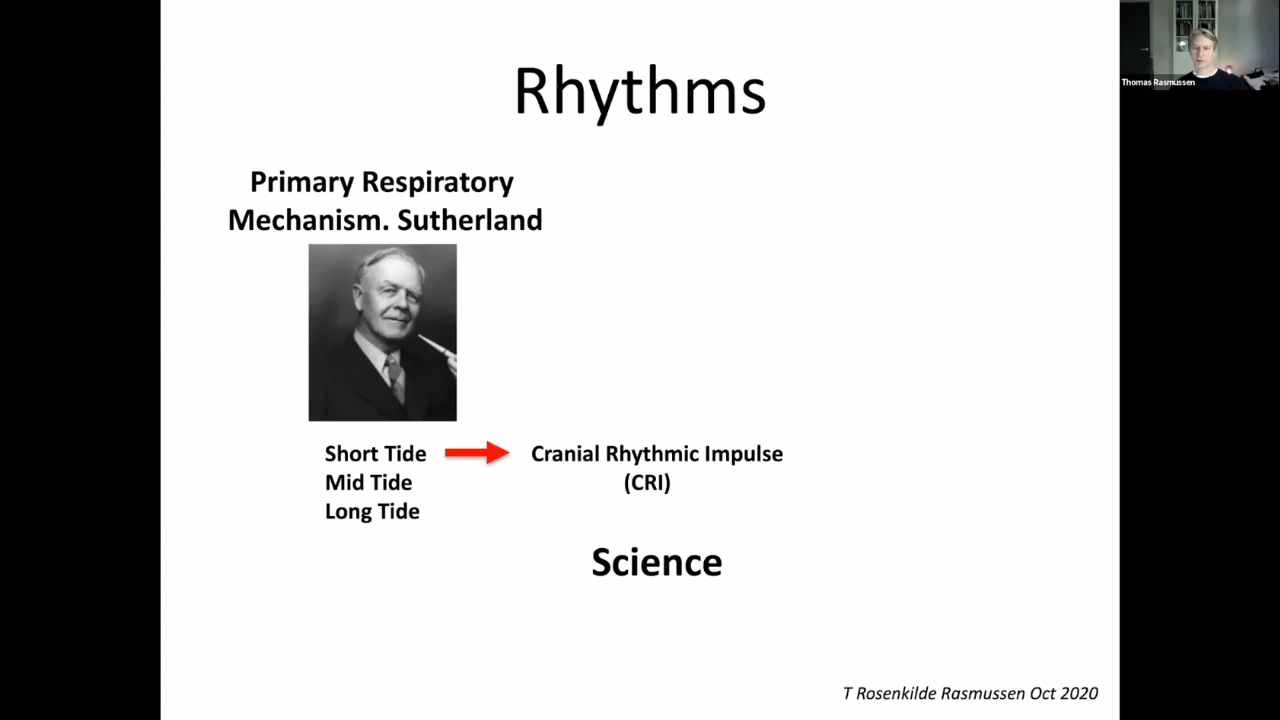 Rhythms
Thomas Rasmussen
Primary Respiratory
Mechanism. Sutherland
Short Tide
Mid Tide
Long Tide
Cranial Rhythmic Impulse
(CRI)
Science
T Rosenkilde Rasmussen Oct 2020